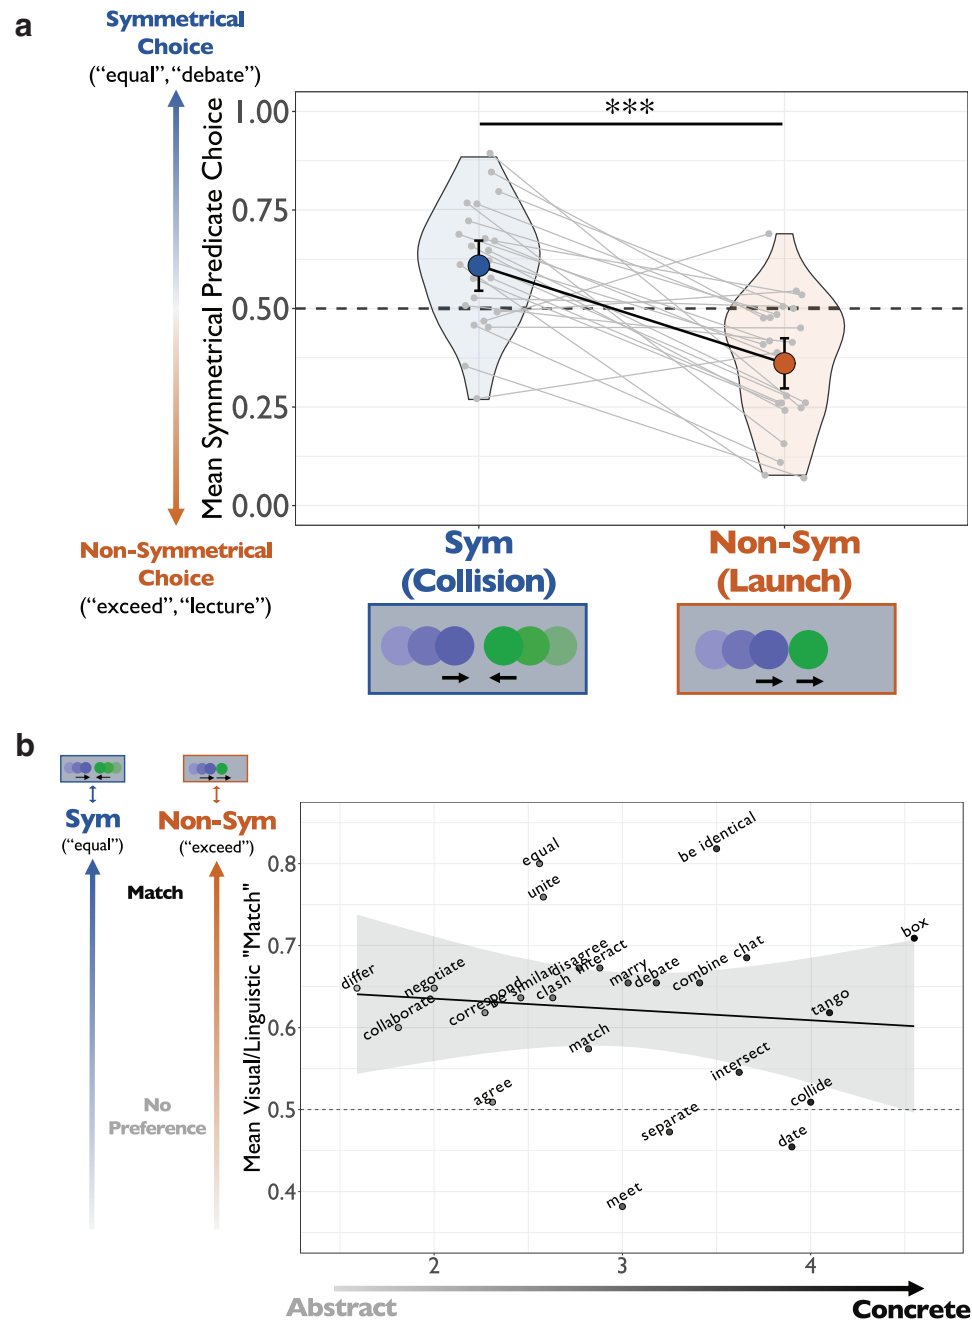 a
Symmetrical
Choice
(“equal”, “debate”)
Mean Symmetrical Predicate Choice
1.00
0.75
0.50
0.25
0.00
***
Non-Symmetrical
Choice
(“exceed”, “lecture”)
Sym
(Collision)
Non-Sym
(Launch)
b
Sym
(“equal”)
Non-Sym
(“exceed”)
Match
No
Preference
Mean Visual/Linguistic "Match"
0.8
0.7
0.6
0.5
0.4
be identical
equal
unite
box
chat
differ
negotiate
collaborate
correspond
be similar
disagree
clash
interact
marry
debate
combine
tango
match
intersect
agree
collide
separate
date
meet
2
3
4
Abstract
Concrete